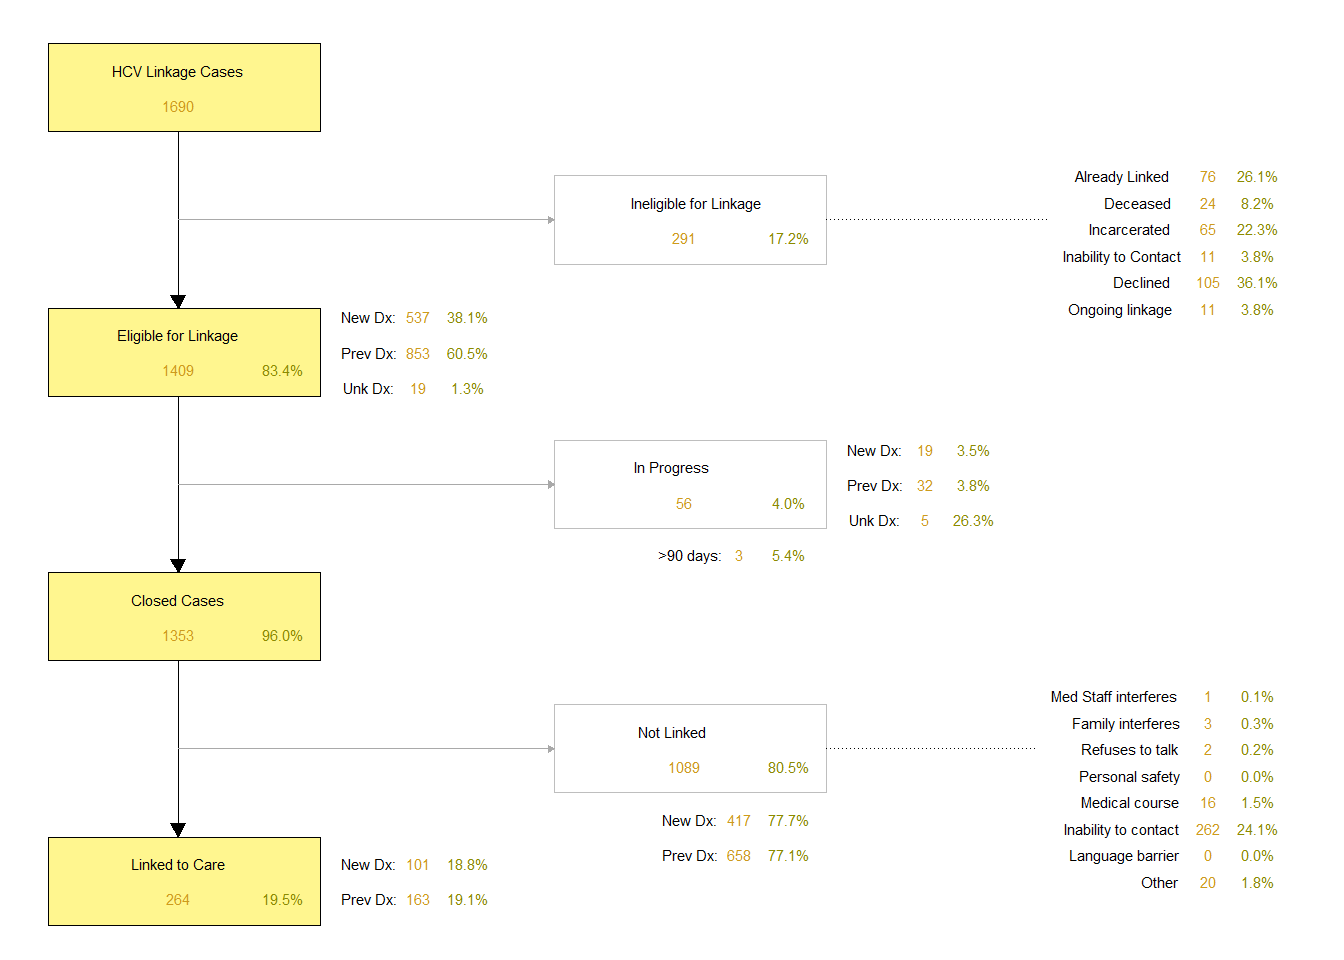 HCV Linkage Cases
1690
Ineligible for Linkage
291 17.2%
Already Linked 76 26.1%
Deceased 24 8.2%
Incarcerated 65 22.3%
Inability to Contact 11 3.8%
Declined 105 36.1%
Ongoing linkage 11 3.8%
Eligible for Linkage
1409 83.4%
New Dx: 537 38.1%
Prev Dx: 853 60.5%
Unk Dx: 19 1.3%
In Progress
56 4.0%
New Dx: 19 3.5%
Prev Dx: 32 3.8%
Unk Dx: 5 26.3%
>90 days: 3 5.4%
Closed Cases
1353 96.0%
Not Linked
1089 80.5%
New Dx: 417 77.7%
Prev Dx: 658 77.1%
Med Staff interferes 1 0.1%
Family interferes 3 0.3%
Refuses to talk 2 0.2%
Personal safety 0 0.0%
Medical course 16 1.5%
Inability to contact 262 24.1%
Language barrier 0 0.0%
Other 20 1.8%
Linked to Care
264 19.5%
New Dx: 101 18.8%
Prev Dx: 163 19.1%